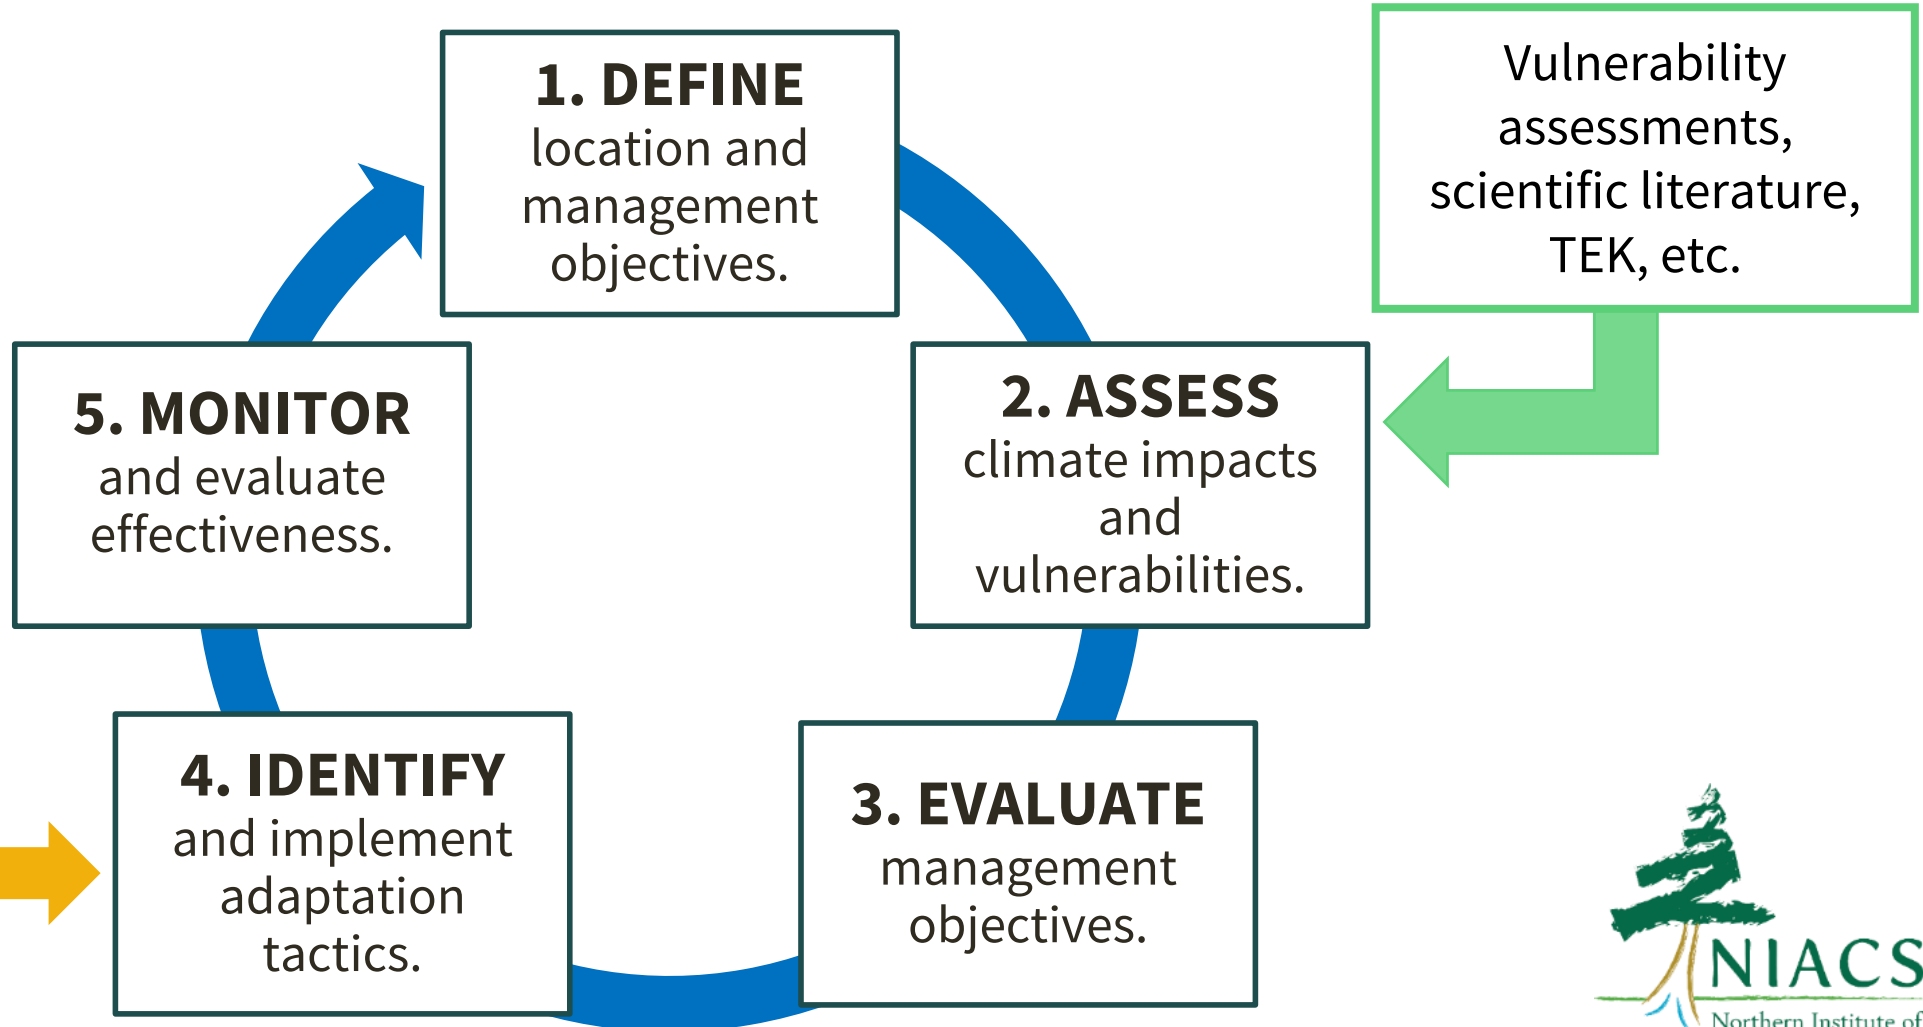 1. DEFINE
location and
management
objectives.
Vulnerability
assessments,
scientific literature,
TEK, etc.
2. ASSESS
climate impacts
and
vulnerabilities.
3. EVALUATE
management
objectives.
4. IDENTIFY
and implement
adaptation
tactics.
5. MONITOR
and evaluate
effectiveness.
NIACS
Northern Institute of